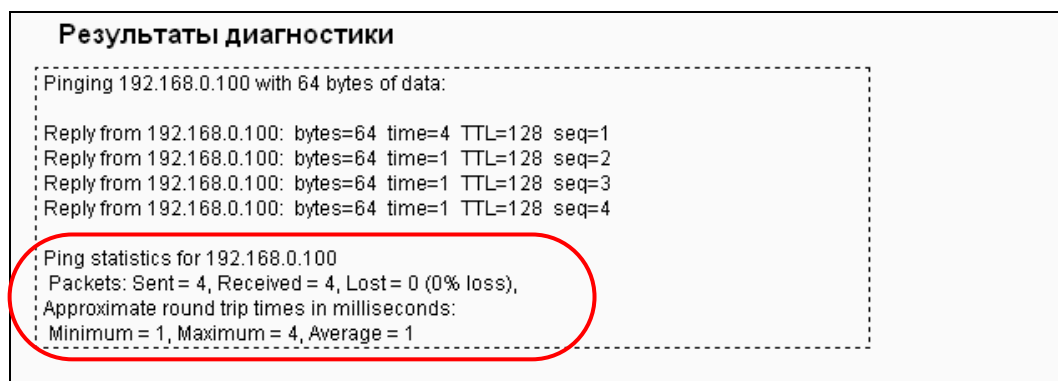 Результаты диагностики
Pinging 192.168.0.100 with 64 bytes of data:
Reply from 192.168.0.100: bytes=64 time=4 TTL=128 seq=1
Reply from 192.168.0.100: bytes=64 time=1 TTL=128 seq=2
Reply from 192.168.0.100: bytes=64 time=1 TTL=128 seq=3
Reply from 192.168.0.100: bytes=64 time=1 TTL=128 seq=4
Ping statistics for 192.168.0.100
Packets: Sent = 4, Received = 4, Lost = 0 (0% loss),
Approximate round trip times in milliseconds:
Minimum = 1, Maximum = 4, Average = 1